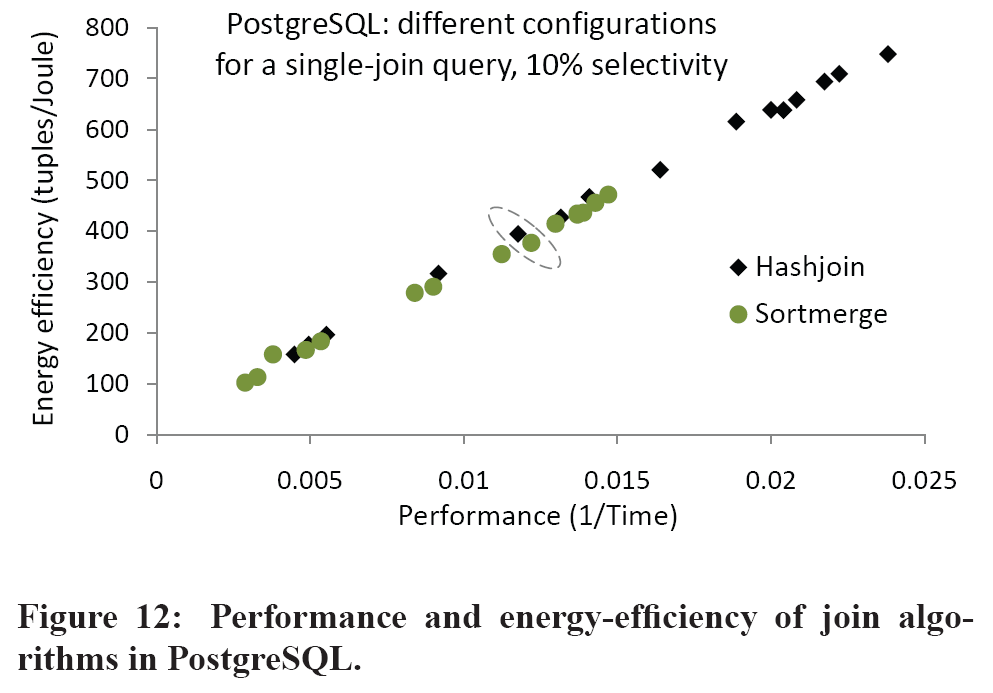 PostgreSQL: different configurations
for a single-join query, 10% selectivity
Energy efficiency (tuples/Joule)
800
700
600
500
400
300
200
100
0
Hashjoin
Sortmerge
0 0.005 0.01 0.015 0.02 0.025
Performance (1/Time)
Figure 12: Performance and energy-efficiency of join algo-
rithms in PostgreSQL.